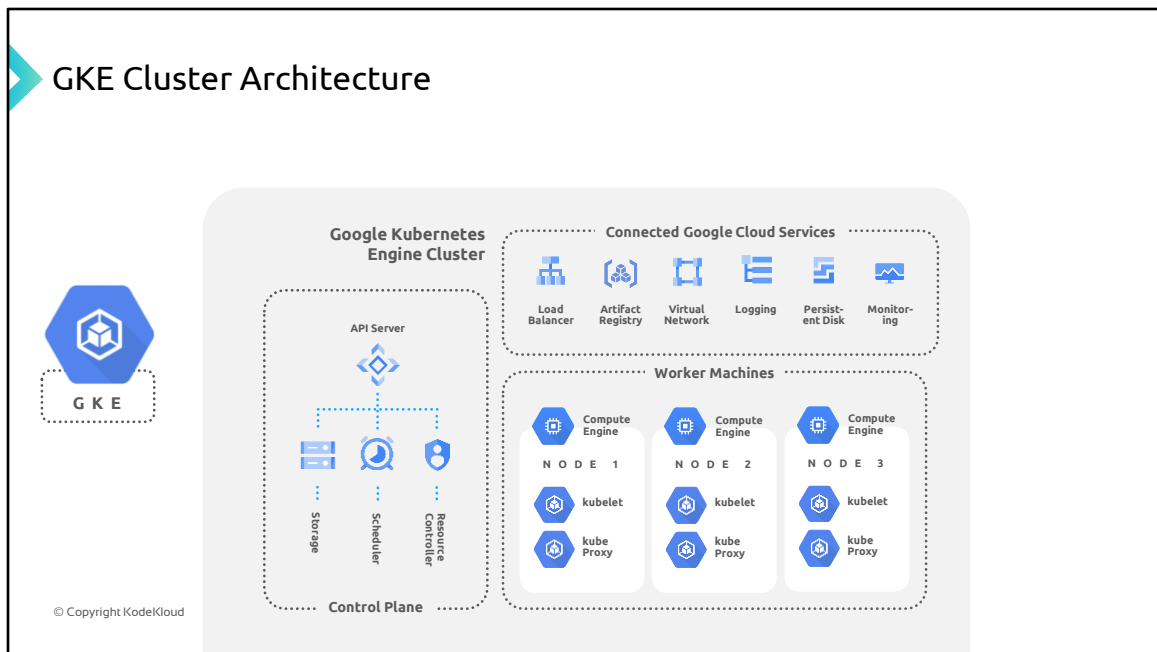 GKE Cluster Architecture
Google Kubernetes
Engine Cluster
Connected Google Cloud Services
Load
Balancer
Artifact
Registry
Virtual
Network
Logging
Persist-
ent Disk
Monitor-
ing
GKE
API Server
Storage
Scheduler
Resource
Controller
Control Plane
Worker Machines
Compute
Engine
NODE 1
kubelet
kube
Proxy
Compute
Engine
NODE 2
kubelet
kube
Proxy
Compute
Engine
NODE 3
kubelet
kube
Proxy
© Copyright KodeKloud